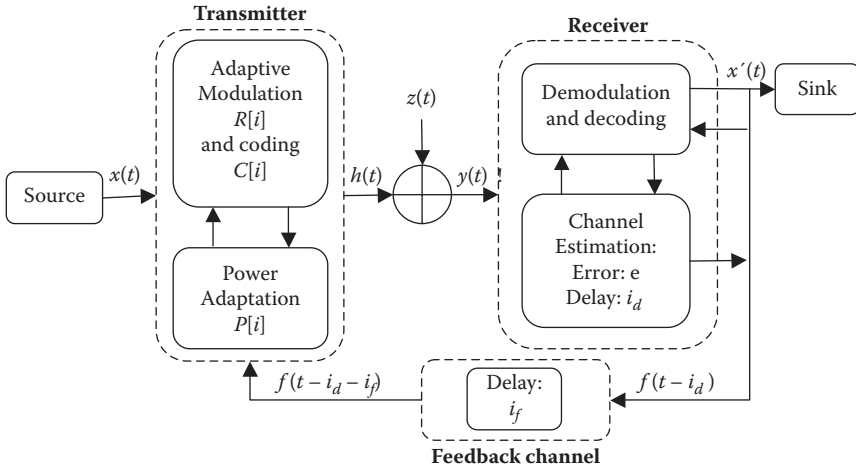 Transmitter
Receiver
Adaptive
Modulation
R[i]
and coding
C[i]
Power
Adaptation
P[i]
Source
x(t)
h(t)
z(t)
y(t)
Demodulation
and decoding
Channel
Estimation:
Error: e
Delay: i_d
x´(t)
Sink
f(t – i_d – i_f)
Delay:
i_f
f(t – i_d)
Feedback channel